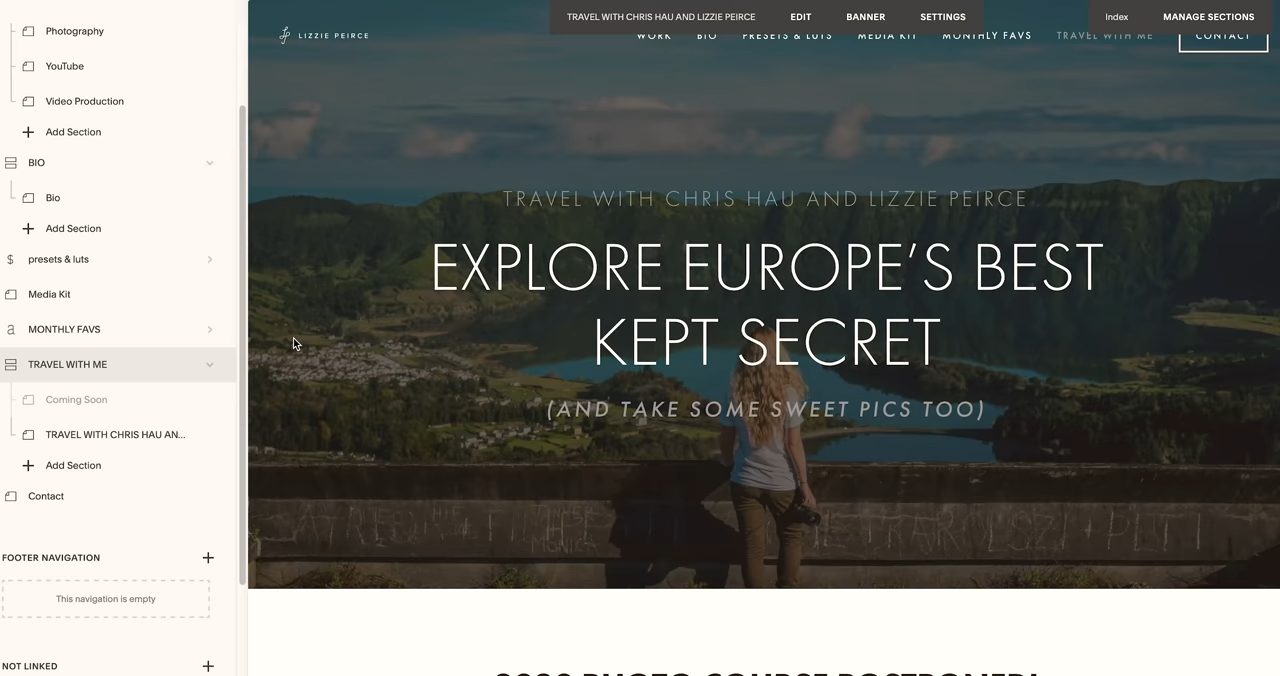 Photography
YouTube
Video Production
Add Section
BIO
Bio
Add Section
presets & luts
Media Kit
MONTHLY FAVS
TRAVEL WITH ME
Coming Soon
TRAVEL WITH CHRIS HAU AN...
Add Section
Contact
FOOTER NAVIGATION
This navigation is empty
NOT LINKED
TRAVEL WITH CHRIS HAU AND LIZZIE PEIRCE EDIT BANNER SETTINGS Index MANAGE SECTIONS
LIZZIE PEIRCE WORK BIO PRESETS & LUTS MEDIA KIT MONTHLY FAVS TRAVEL WITH ME CONTACT
TRAVEL WITH CHRIS HAU AND LIZZIE PEIRCE
EXPLORE EUROPE’S BEST
KEPT SECRET
(AND TAKE SOME SWEET PICS TOO)
2020 PHOTO COURSE POSTPONED!